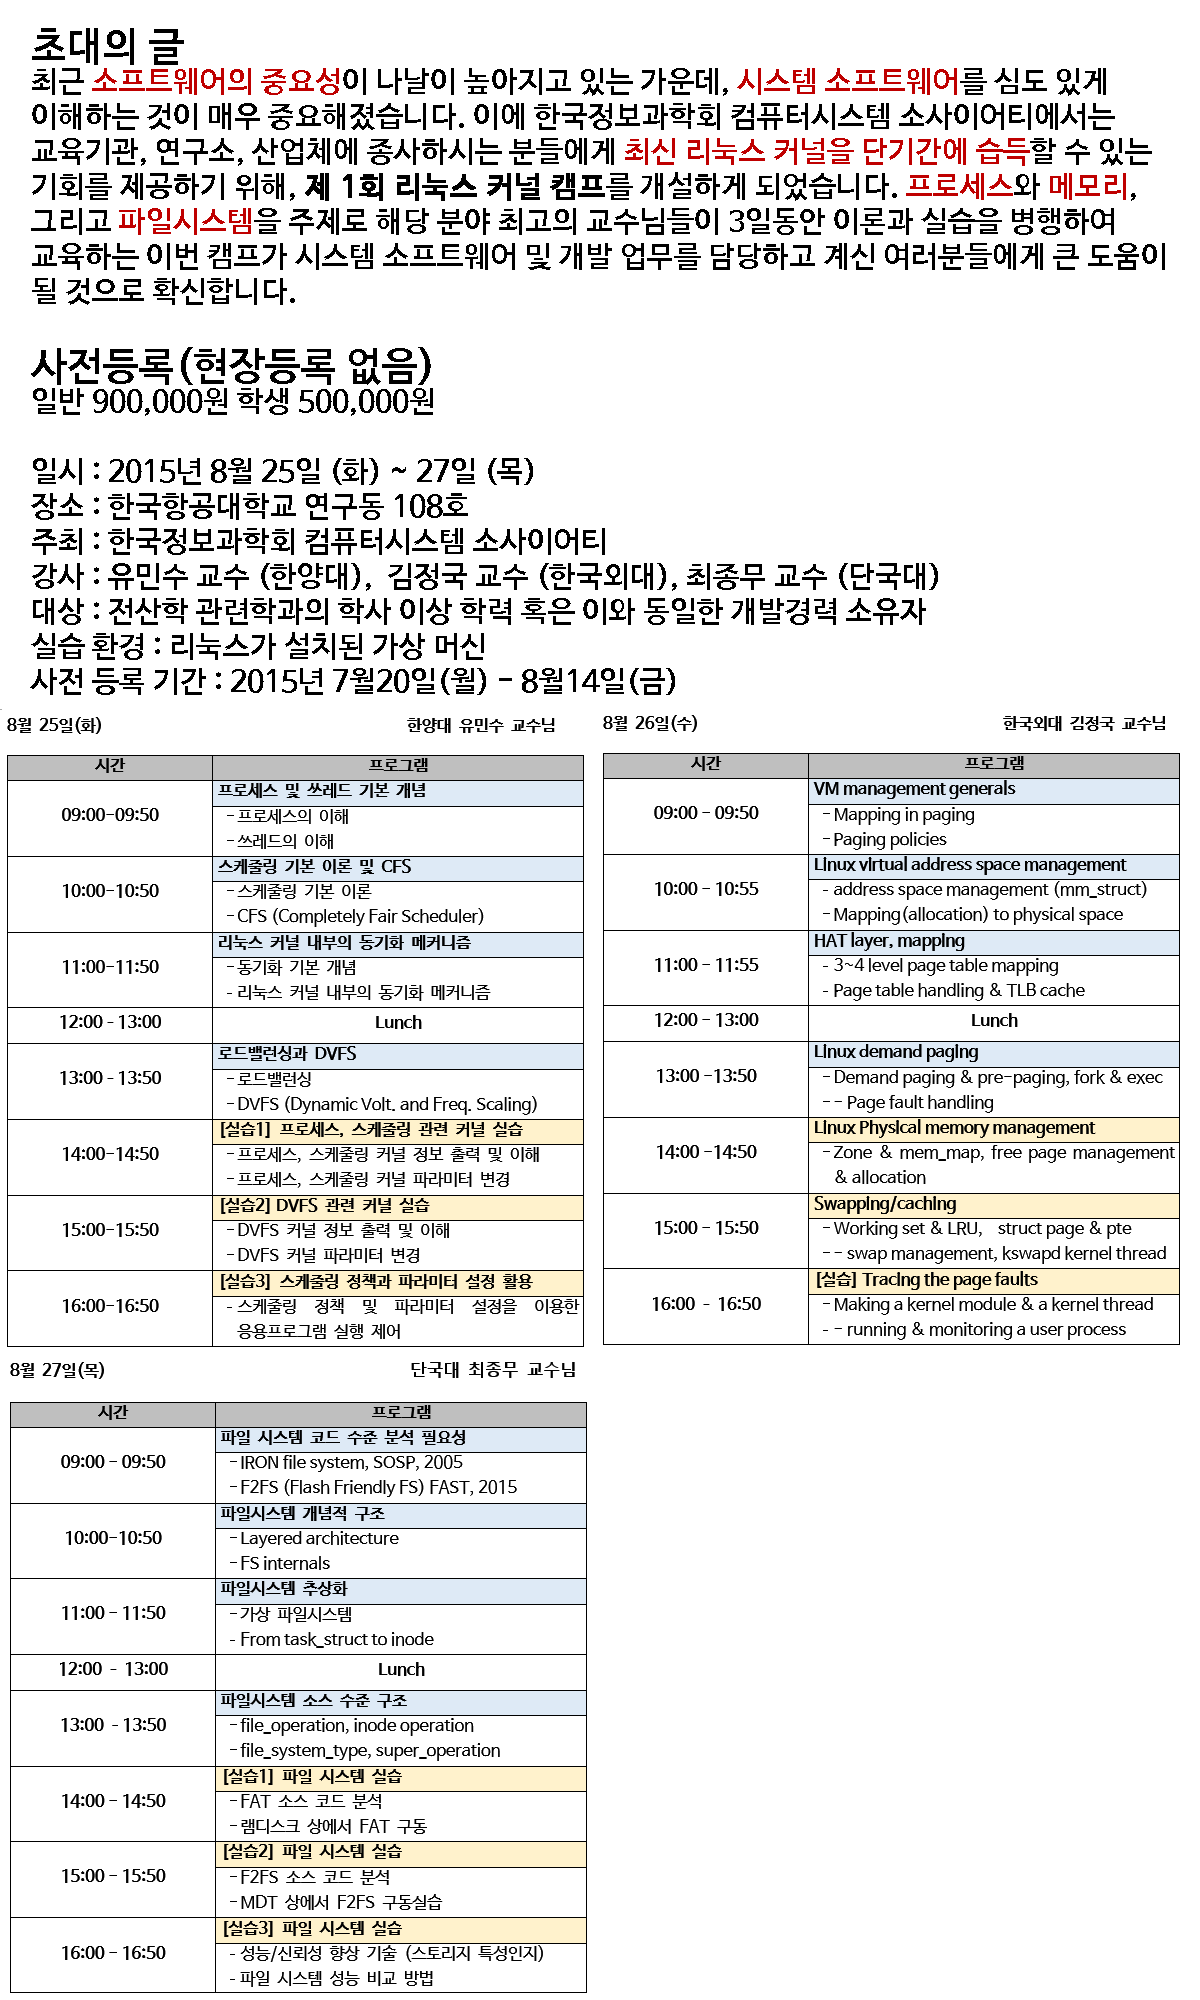 초대의 글
최근 소프트웨어의 중요성이 나날이 높아지고 있는 가운데, 시스템 소프트웨어를 심도 있게
이해하는 것이 매우 중요해졌습니다. 이에 한국정보과학회 컴퓨터시스템 소사이어티에서는
교육기관, 연구소, 산업체에 종사하시는 분들에게 최신 리눅스 커널을 단기간에 습득할 수 있는
기회를 제공하기 위해, 제 1회 리눅스 커널 캠프를 개설하게 되었습니다. 프로세스와 메모리,
그리고 파일시스템을 주제로 해당 분야 최고의 교수님들이 3일동안 이론과 실습을 병행하여
교육하는 이번 캠프가 시스템 소프트웨어 및 개발 업무를 담당하고 계신 여러분들에게 큰 도움이
될 것으로 확신합니다.
사전등록(현장등록 없음)
일반 900,000원 학생 500,000원
일시 : 2015년 8월 25일 (화) ~ 27일 (목)
장소 : 한국항공대학교 연구동 108호
주최 : 한국정보과학회 컴퓨터시스템 소사이어티
강사 : 유민수 교수 (한양대), 김정국 교수 (한국외대), 최종무 교수 (단국대)
대상 : 전산학 관련학과의 학사 이상 학력 혹은 이와 동일한 개발경력 소유자
실습 환경 : 리눅스가 설치된 가상 머신
사전 등록 기간 : 2015년 7월20일(월) - 8월14일(금)
8월 25일(화) 한양대 유민수 교수님
시간 프로그램
09:00-09:50 프로세스 및 쓰레드 기본 개념
- 프로세스의 이해
- 쓰레드의 이해
10:00-10:50 스케줄링 기본 이론 및 CFS
- 스케줄링 기본 이론
- CFS (Completely Fair Scheduler)
11:00-11:50 리눅스 커널 내부의 동기화 메커니즘
- 동기화 기본 개념
- 리눅스 커널 내부의 동기화 메커니즘
12:00 - 13:00 Lunch
13:00 - 13:50 로드밸런싱과 DVFS
- 로드밸런싱
- DVFS (Dynamic Volt. and Freq. Scaling)
14:00-14:50 [실습1] 프로세스, 스케줄링 관련 커널 실습
- 프로세스, 스케줄링 커널 정보 출력 및 이해
- 프로세스, 스케줄링 커널 파라미터 변경
15:00-15:50 [실습2] DVFS 관련 커널 실습
- DVFS 커널 정보 출력 및 이해
- DVFS 커널 파라미터 변경
16:00-16:50 [실습3] 스케줄링 정책과 파라미터 설정 활용
- 스케줄링 정책 및 파라미터 설정을 이용한
응용프로그램 실행 제어
8월 26일(수) 한국외대 김정국 교수님
시간 프로그램
09:00 - 09:50 VM management generals
- Mapping in paging
- Paging policies
10:00 - 10:55 Linux virtual address space management
- address space management (mm_struct)
- Mapping(allocation) to physical space
11:00 - 11:55 HAT layer, mapping
- 3~4 level page table mapping
- Page table handling & TLB cache
12:00 - 13:00 Lunch
13:00 -13:50 Linux demand paging
- Demand paging & pre-paging, fork & exec
- - Page fault handling
14:00 -14:50 Linux Physical memory management
- Zone & mem_map, free page management
& allocation
15:00 - 15:50 Swapping/caching
- Working set & LRU, struct page & pte
- - swap management, kswapd kernel thread
16:00 - 16:50 [실습] Tracing the page faults
- Making a kernel module & a kernel thread
- - running & monitoring a user process
8월 27일(목) 단국대 최종무 교수님
시간 프로그램
09:00 - 09:50 파일 시스템 코드 수준 분석 필요성
- IRON file system, SOSP, 2005
- F2FS (Flash Friendly FS) FAST, 2015
10:00-10:50 파일시스템 개념적 구조
- Layered architecture
- FS internals
11:00 - 11:50 파일시스템 추상화
- 가상 파일시스템
- From task_struct to inode
12:00 - 13:00 Lunch
13:00 - 13:50 파일시스템 소스 수준 구조
- file_operation, inode operation
- file_system_type, super_operation
14:00 - 14:50 [실습1] 파일 시스템 실습
- FAT 소스 코드 분석
- 램디스크 상에서 FAT 구동
15:00 - 15:50 [실습2] 파일 시스템 실습
- F2FS 소스 코드 분석
- MDT 상에서 F2FS 구동실습
16:00 - 16:50 [실습3] 파일 시스템 실습
- 성능/신뢰성 향상 기술 (스토리지 특성인지)
- 파일 시스템 성능 비교 방법